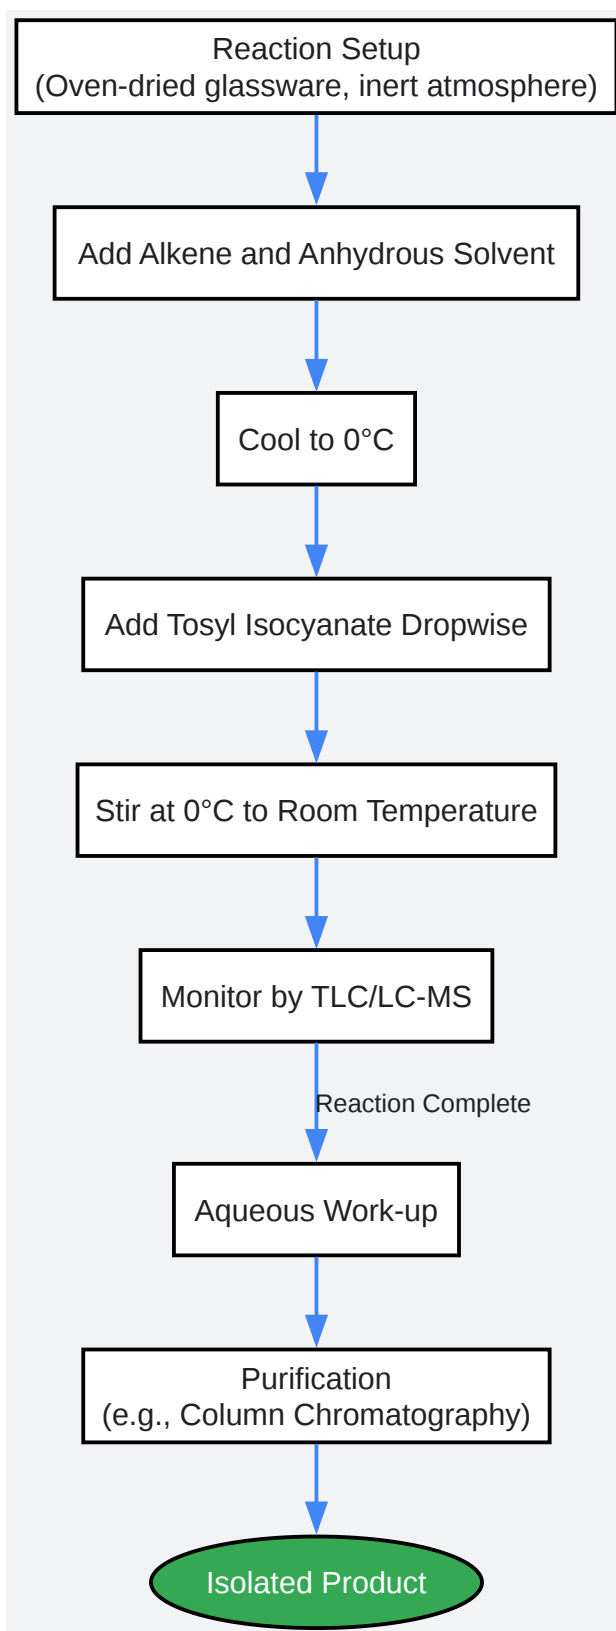 Reaction Setup
(Oven-dried glassware, inert atmosphere)
Add Alkene and Anhydrous Solvent
Cool to 0°C
Add Tosyl Isocyanate Dropwise
Stir at 0°C to Room Temperature
Monitor by TLC/LC-MS
Reaction Complete
Aqueous Work-up
Purification
(e.g., Column Chromatography)
Isolated Product